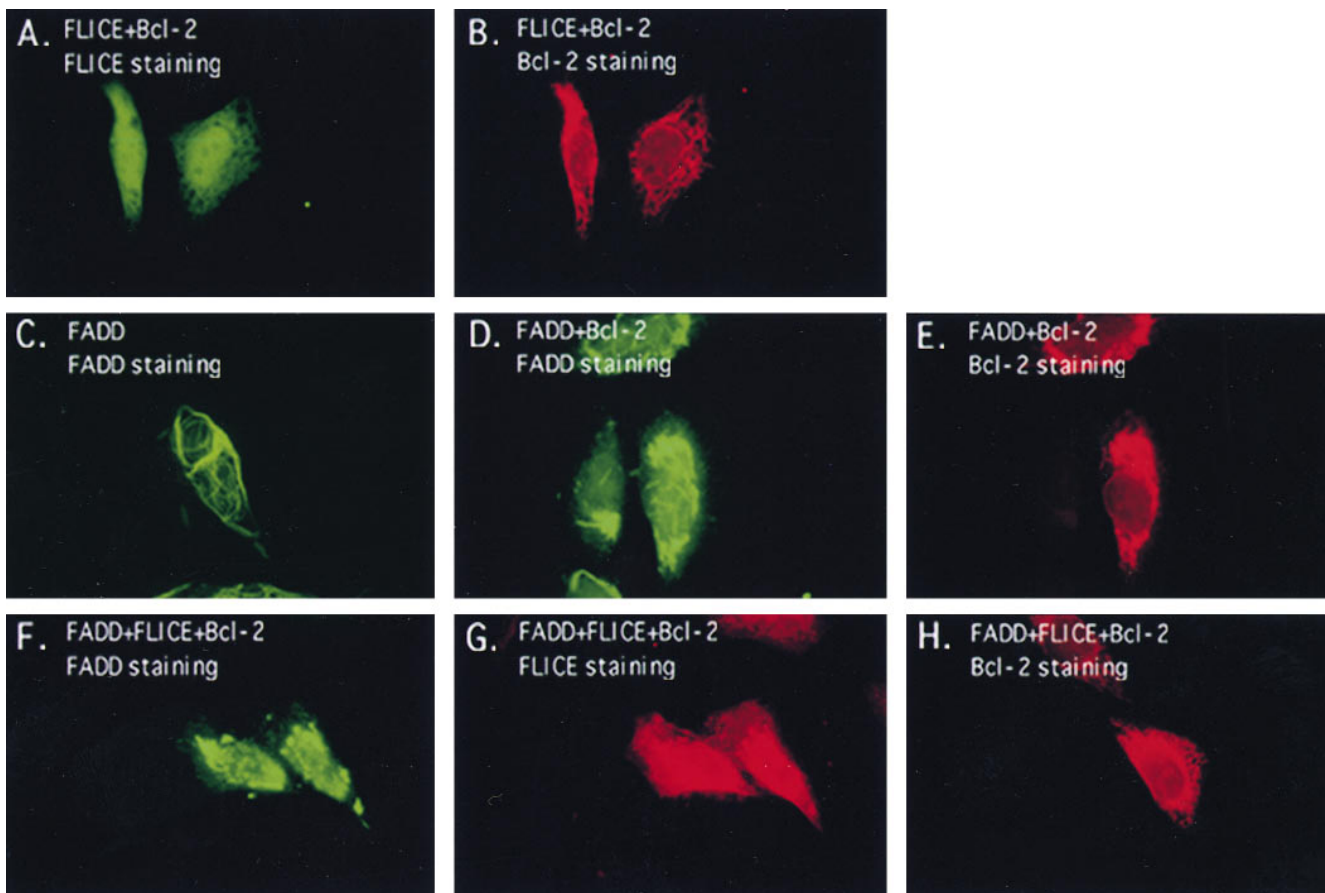 A. FLICE+Bcl-2
FLICE staining
B. FLICE+Bcl-2
Bcl-2 staining
C. FADD
FADD staining
D. FADD+Bcl-2
FADD staining
E. FADD+Bcl-2
Bcl-2 staining
F. FADD+FLICE+Bcl-2
FADD staining
G. FADD+FLICE+Bcl-2
FLICE staining
H. FADD+FLICE+Bcl-2
Bcl-2 staining